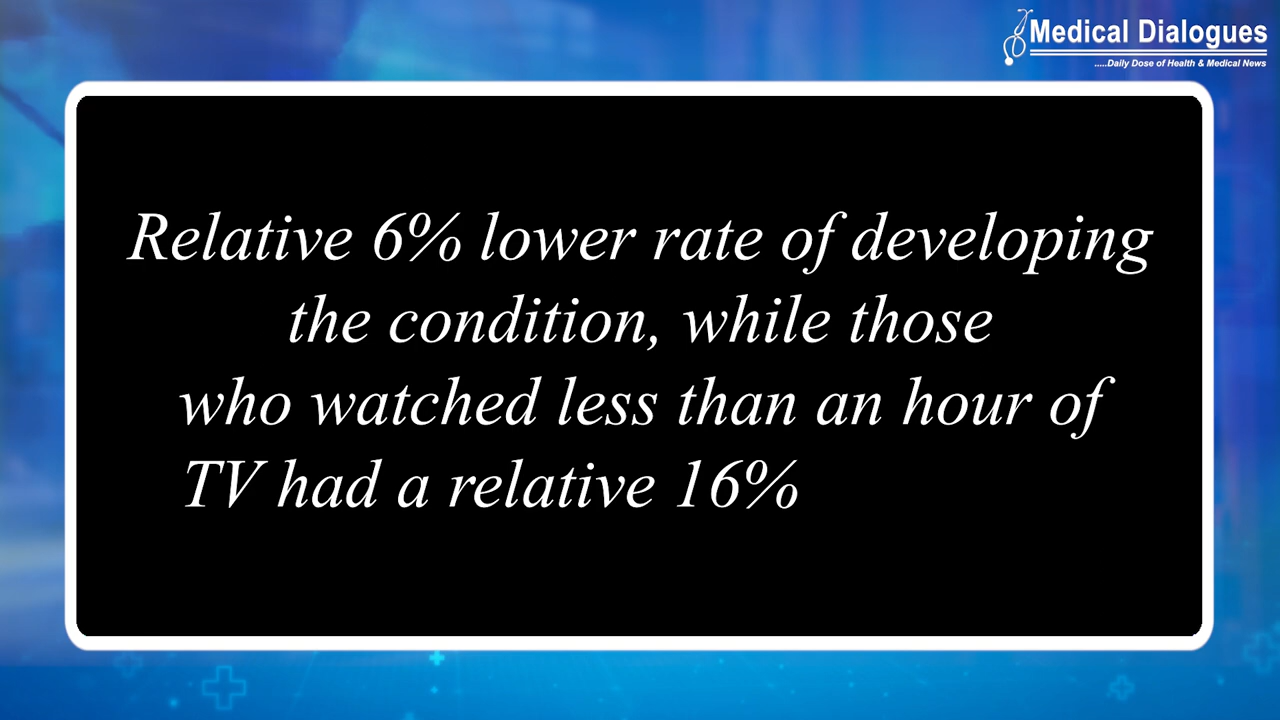 Medical Dialogues
.....Daily Dose of Health & Medical News
Relative 6% lower rate of developing
the condition, while those
who watched less than an hour of
TV had a relative 16%